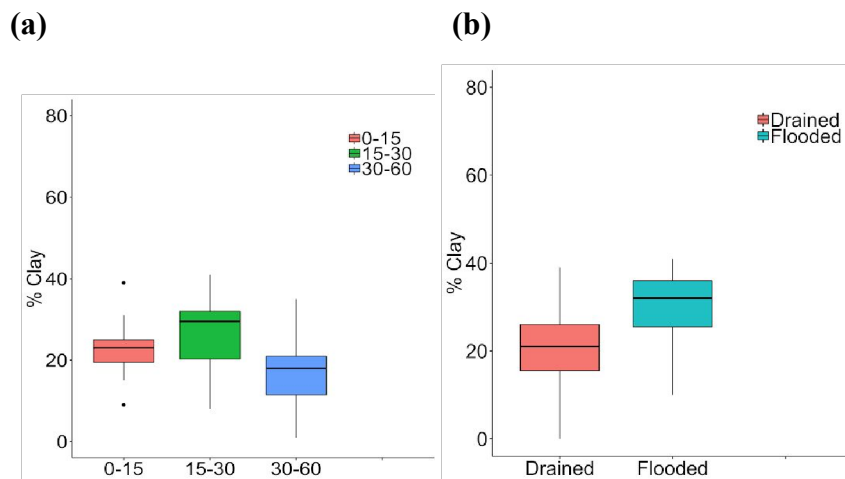 (a)
80
60
40
20
0
% Clay
0-15
15-30
30-60
0-15 15-30 30-60
(b)
80
60
40
20
0
% Clay
Drained
Flooded
Drained Flooded